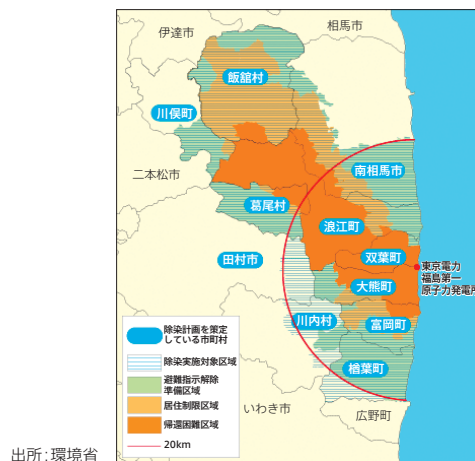 伊達市
相馬市
飯舘村
川俣町
二本松市
南相馬市
葛尾村
浪江町
田村市
双葉町
東京電力
福島第一
原子力発電所
大熊町
川内村
富岡町
楢葉町
いわき市
広野町
除染計画を策定
している市町村
除染実施対象区域
避難指示解除
準備区域
居住制限区域
帰還困難区域
20km
出所：環境省